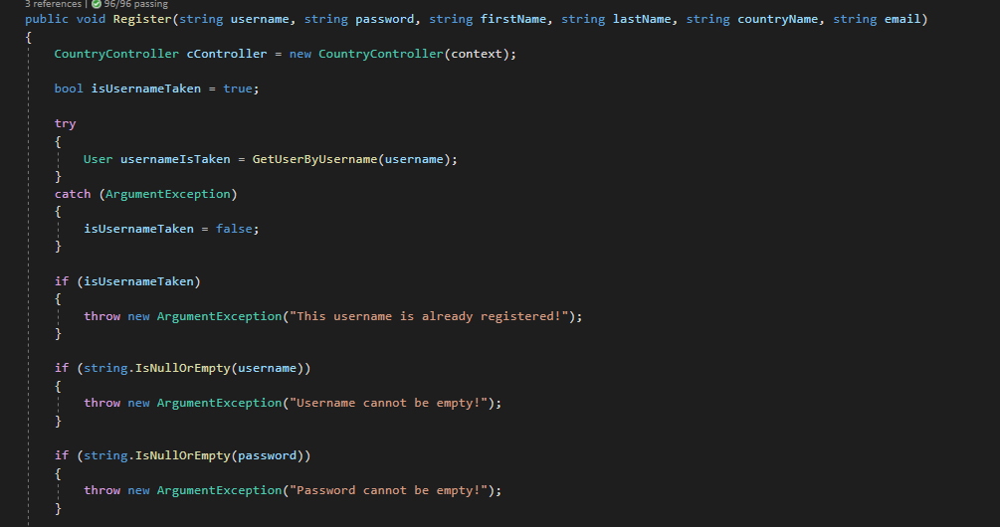 3 references | 96/96 passing
public void Register(string username, string password, string firstName, string lastName, string countryName, string email)
{
    CountryController cController = new CountryController(context);

    bool isUsernameTaken = true;

    try
    {
        User usernameIsTaken = GetUserByUsername(username);
    }
    catch (ArgumentException)
    {
        isUsernameTaken = false;
    }

    if (isUsernameTaken)
    {
        throw new ArgumentException("This username is already registered!");
    }

    if (string.IsNullOrEmpty(username))
    {
        throw new ArgumentException("Username cannot be empty!");
    }

    if (string.IsNullOrEmpty(password))
    {
        throw new ArgumentException("Password cannot be empty!");
    }